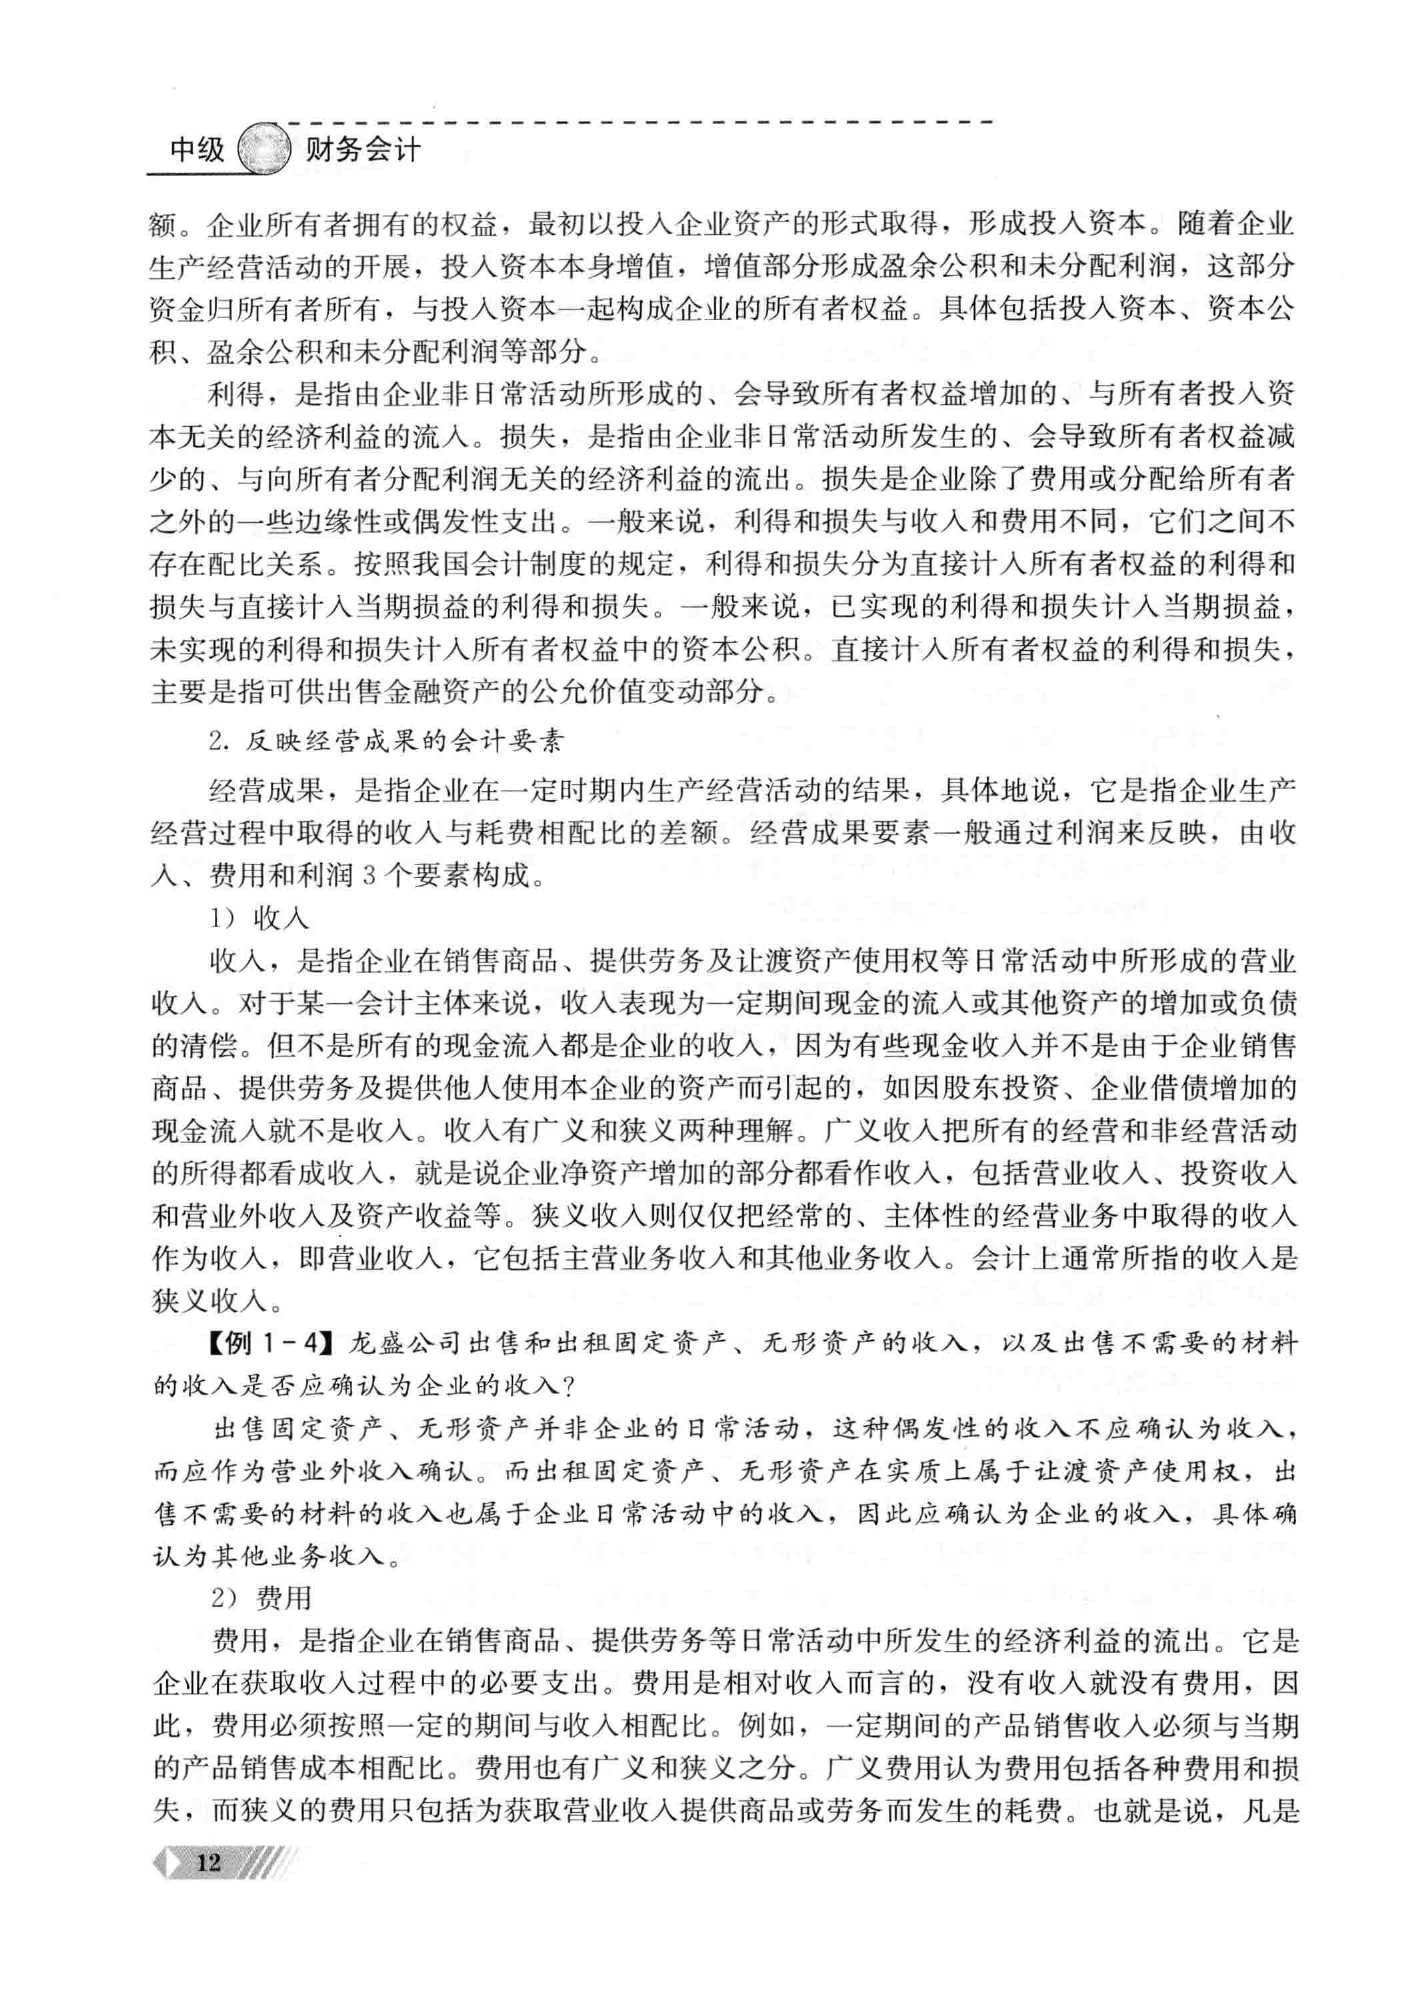 中级 财务会计
额。企业所有者拥有的权益，最初以投入企业资产的形式取得，形成投入资本。随着企业
生产经营活动的开展，投入资本本身增值，增值部分形成盈余公积和未分配利润，这部分
资金归所有者所有，与投入资本一起构成企业的所有者权益。具体包括投入资本、资本公
积、盈余公积和未分配利润等部分。
利得，是指由企业非日常活动所形成的、会导致所有者权益增加的、与所有者投入资
本无关的经济利益的流入。损失，是指由企业非日常活动所发生的、会导致所有者权益减
少的、与向所有者分配利润无关的经济利益的流出。损失是企业除了费用或分配给所有者
之外的一些边缘性或偶发性支出。一般来说，利得和损失与收入和费用不同，它们之间不
存在配比关系。按照我国会计制度的规定，利得和损失分为直接计入所有者权益的利得和
损失与直接计入当期损益的利得和损失。一般来说，已实现的利得和损失计入当期损益，
未实现的利得和损失计入所有者权益中的资本公积。直接计入所有者权益的利得和损失，
主要是指可供出售金融资产的公允价值变动部分。
2. 反映经营成果的会计要素
经营成果，是指企业在一定时期内生产经营活动的结果，具体地说，它是指企业生产
经营过程中取得的收入与耗费相配比的差额。经营成果要素一般通过利润来反映，由收
入、费用和利润 3 个要素构成。
1）收入
收入，是指企业在销售商品、提供劳务及让渡资产使用权等日常活动中所形成的营业
收入。对于某一会计主体来说，收入表现为一定期间现金的流入或其他资产的增加或负债
的清偿。但不是所有的现金流入都是企业的收入，因为有些现金收入并不是由于企业销售
商品、提供劳务及提供他人使用本企业的资产而引起的，如因股东投资、企业借债增加的
现金流入就不是收入。收入有广义和狭义两种理解。广义收入把所有的经营和非经营活动
的所得都看成收入，就是说企业净资产增加的部分都看作收入，包括营业收入、投资收入
和营业外收入及资产收益等。狭义收入则仅仅把经常的、主体性的经营业务中取得的收入
作为收入，即营业收入，它包括主营业务收入和其他业务收入。会计上通常所指的收入是
狭义收入。
【例 1-4】龙盛公司出售和出租固定资产、无形资产的收入，以及出售不需要的材料
的收入是否应确认为企业的收入？
出售固定资产、无形资产并非企业的日常活动，这种偶发性的收入不应确认为收入，
而应作为营业外收入确认。而出租固定资产、无形资产在实质上属于让渡资产使用权，出
售不需要的材料的收入也属于企业日常活动中的收入，因此应确认为企业的收入，具体确
认为其他业务收入。
2）费用
费用，是指企业在销售商品、提供劳务等日常活动中所发生的经济利益的流出。它是
企业在获取收入过程中的必要支出。费用是相对收入而言的，没有收入就没有费用，因
此，费用必须按照一定的期间与收入相配比。例如，一定期间的产品销售收入必须与当期
的产品销售成本相配比。费用也有广义和狭义之分。广义费用认为费用包括各种费用和损
失，而狭义的费用只包括为获取营业收入提供商品或劳务而发生的耗费。也就是说，凡是
12